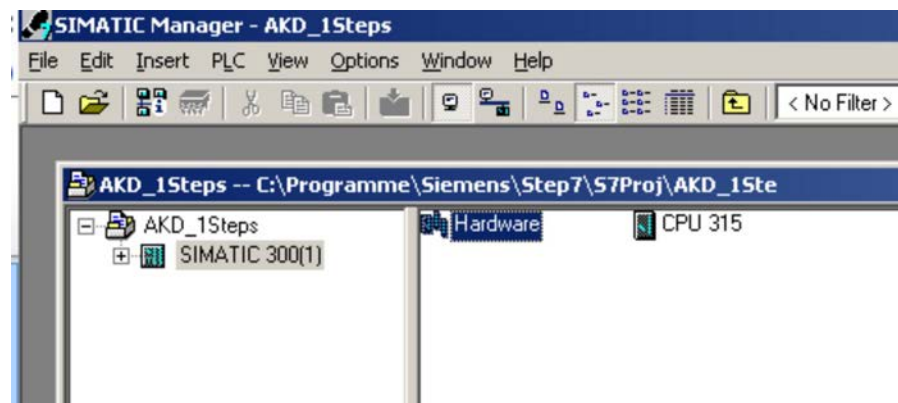 SIMATIC Manager - AKD_1Steps
File Edit Insert PLC View Options Window Help
< No Filter >
AKD_1Steps -- C:\Programme\Siemens\Step7\S7Proj\AKD_1Ste
AKD_1Steps
SIMATIC 300(1)
Hardware
CPU 315